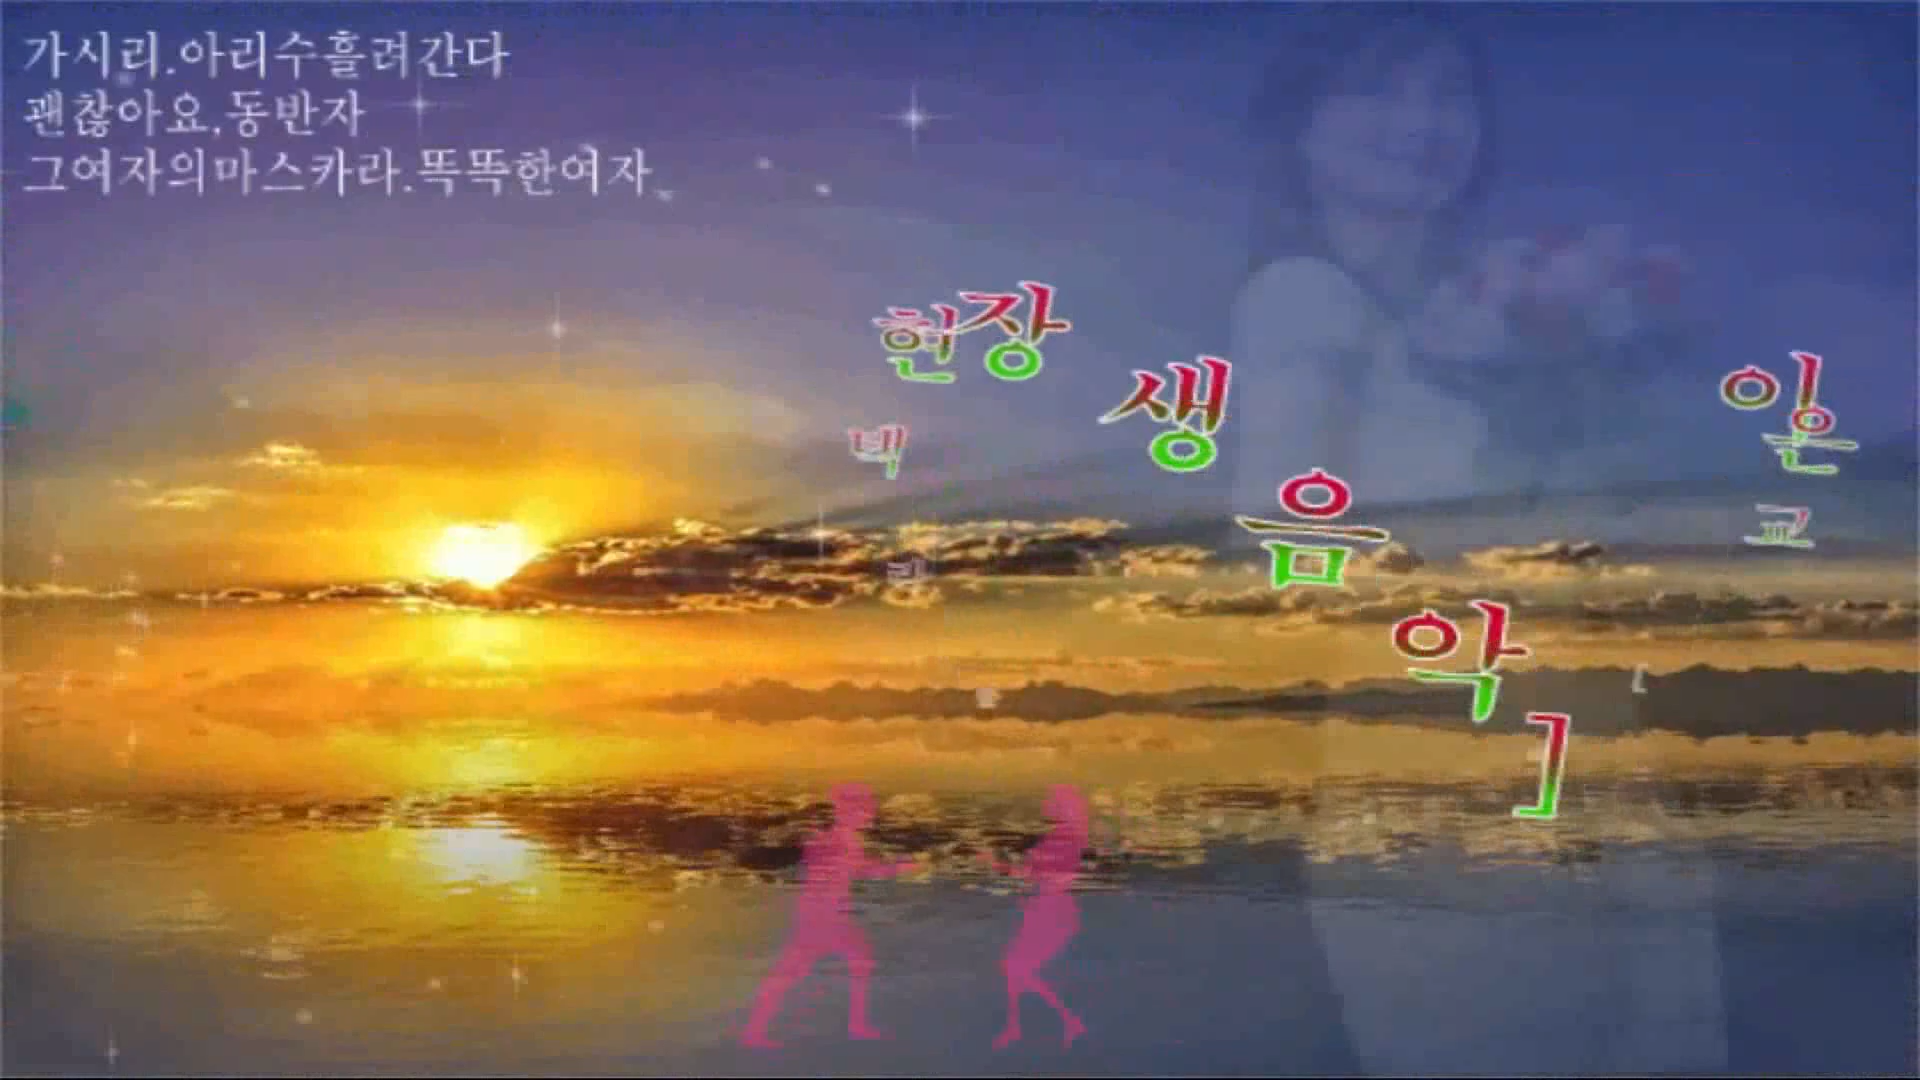 가시리.아리수흘려간다
괜찮아요,동반자
그여자의마스카라.똑똑한여자
현장
생
음
악
]